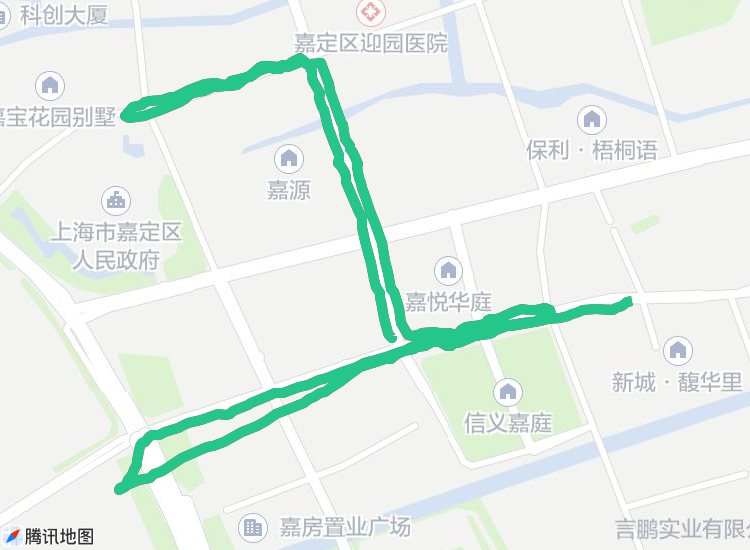 科创大厦
嘉定区迎园医院
嘉宝花园别墅
保利·梧桐语
嘉源
上海市嘉定区
人民政府
嘉悦华庭
新城·馥华里
信义嘉庭
嘉房置业广场
言鹏实业有限
腾讯地图